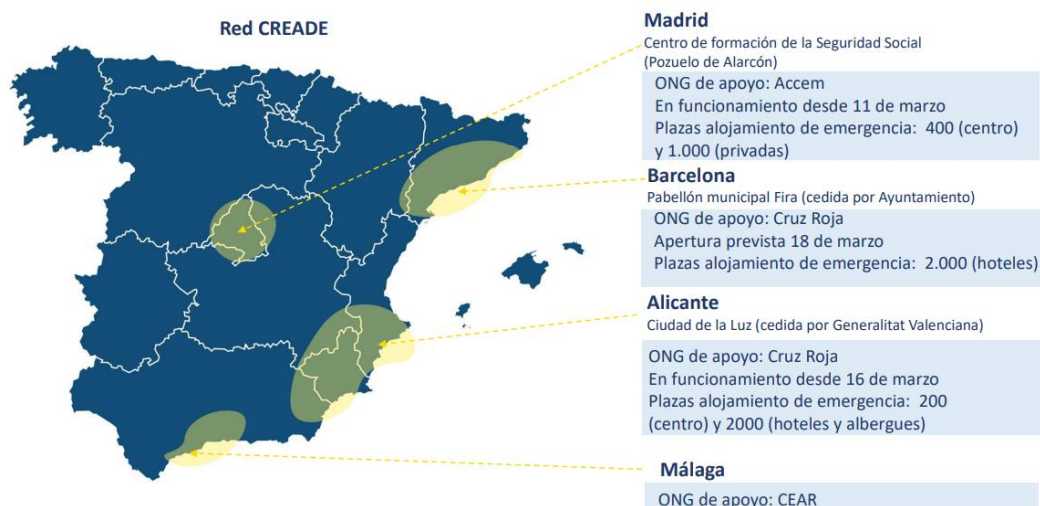 Red CREADE
Madrid
Centro de formación de la Seguridad Social
(Pozuelo de Alarcón)
ONG de apoyo: Accem
En funcionamiento desde 11 de marzo
Plazas alojamiento de emergencia: 400 (centro)
y 1.000 (privadas)
Barcelona
Pabellón municipal Fira (cedida por Ayuntamiento)
ONG de apoyo: Cruz Roja
Apertura prevista 18 de marzo
Plazas alojamiento de emergencia: 2.000 (hoteles)
Alicante
Ciudad de la Luz (cedida por Generalitat Valenciana)
ONG de apoyo: Cruz Roja
En funcionamiento desde 16 de marzo
Plazas alojamiento de emergencia: 200
(centro) y 2000 (hoteles y albergues)
Málaga
ONG de apoyo: CEAR